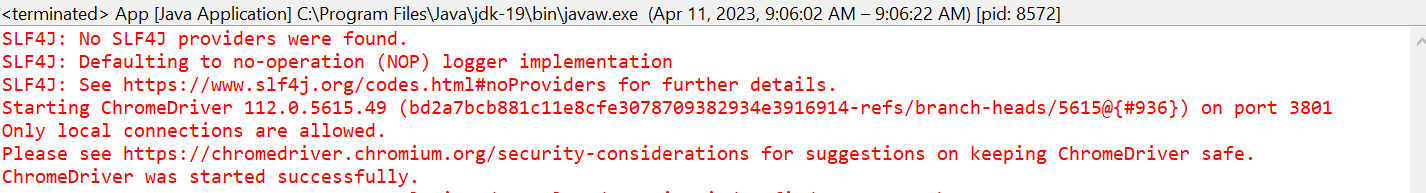 <terminated> App [Java Application] C:\Program Files\Java\jdk-19\bin\javaw.exe (Apr 11, 2023, 9:06:02 AM – 9:06:22 AM) [pid: 8572]
SLF4J: No SLF4J providers were found.
SLF4J: Defaulting to no-operation (NOP) logger implementation
SLF4J: See https://www.slf4j.org/codes.html#noProviders for further details.
Starting ChromeDriver 112.0.5615.49 (bd2a7bcb881c11e8cfe3078709382934e3916914-refs/branch-heads/5615@{#936}) on port 3801
Only local connections are allowed.
Please see https://chromedriver.chromium.org/security-considerations for suggestions on keeping ChromeDriver safe.
ChromeDriver was started successfully.